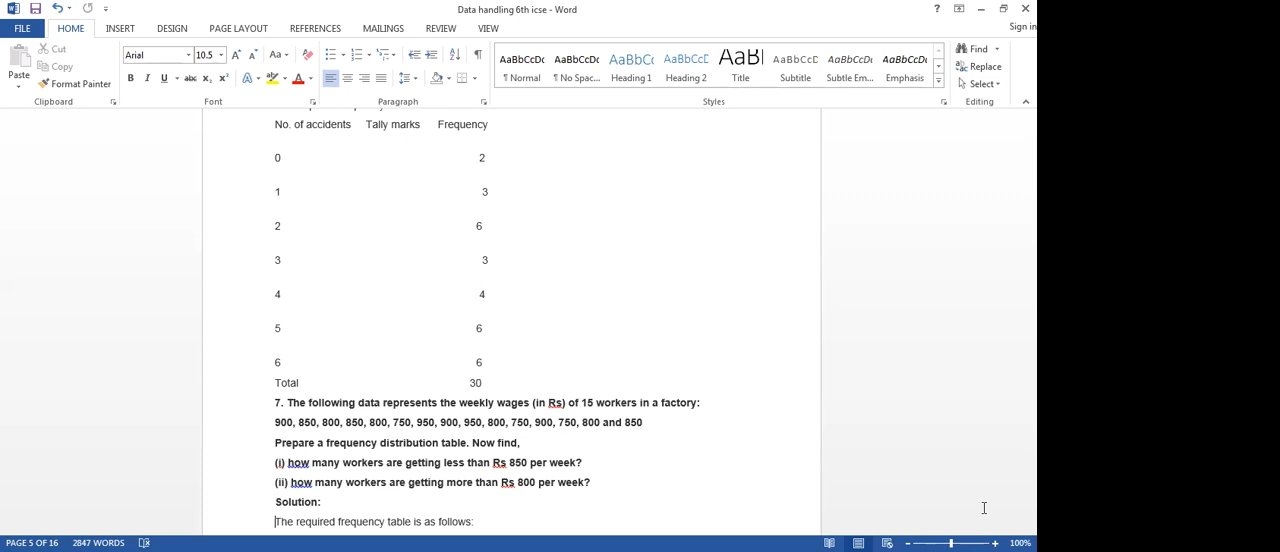 Data handling 6th icse - Word
?
Sign in
FILE HOME INSERT DESIGN PAGE LAYOUT REFERENCES MAILINGS REVIEW VIEW
Paste
Cut
Copy
Format Painter
Clipboard
Arial 10.5
Aa
B I U abc x₂ x² A A
Font
Paragraph
AaBbCcDc AaBbCcDc AaBbCc AaBbCcD AaBl AaBbCcD AaBbCcDc AaBbCcDc
¶ Normal ¶ No Spac... Heading 1 Heading 2 Title Subtitle Subtle Em... Emphasis
Styles
Find
Replace
Select
Editing
No. of accidents Tally marks Frequency
0 2
1 3
2 6
3 3
4 4
5 6
6 6
Total 30
7. The following data represents the weekly wages (in Rs) of 15 workers in a factory:
900, 850, 800, 850, 800, 750, 950, 900, 950, 800, 750, 900, 750, 800 and 850
Prepare a frequency distribution table. Now find,
(i) how many workers are getting less than Rs 850 per week?
(ii) how many workers are getting more than Rs 800 per week?
Solution:
The required frequency table is as follows:
PAGE 5 OF 16 2847 WORDS
100%